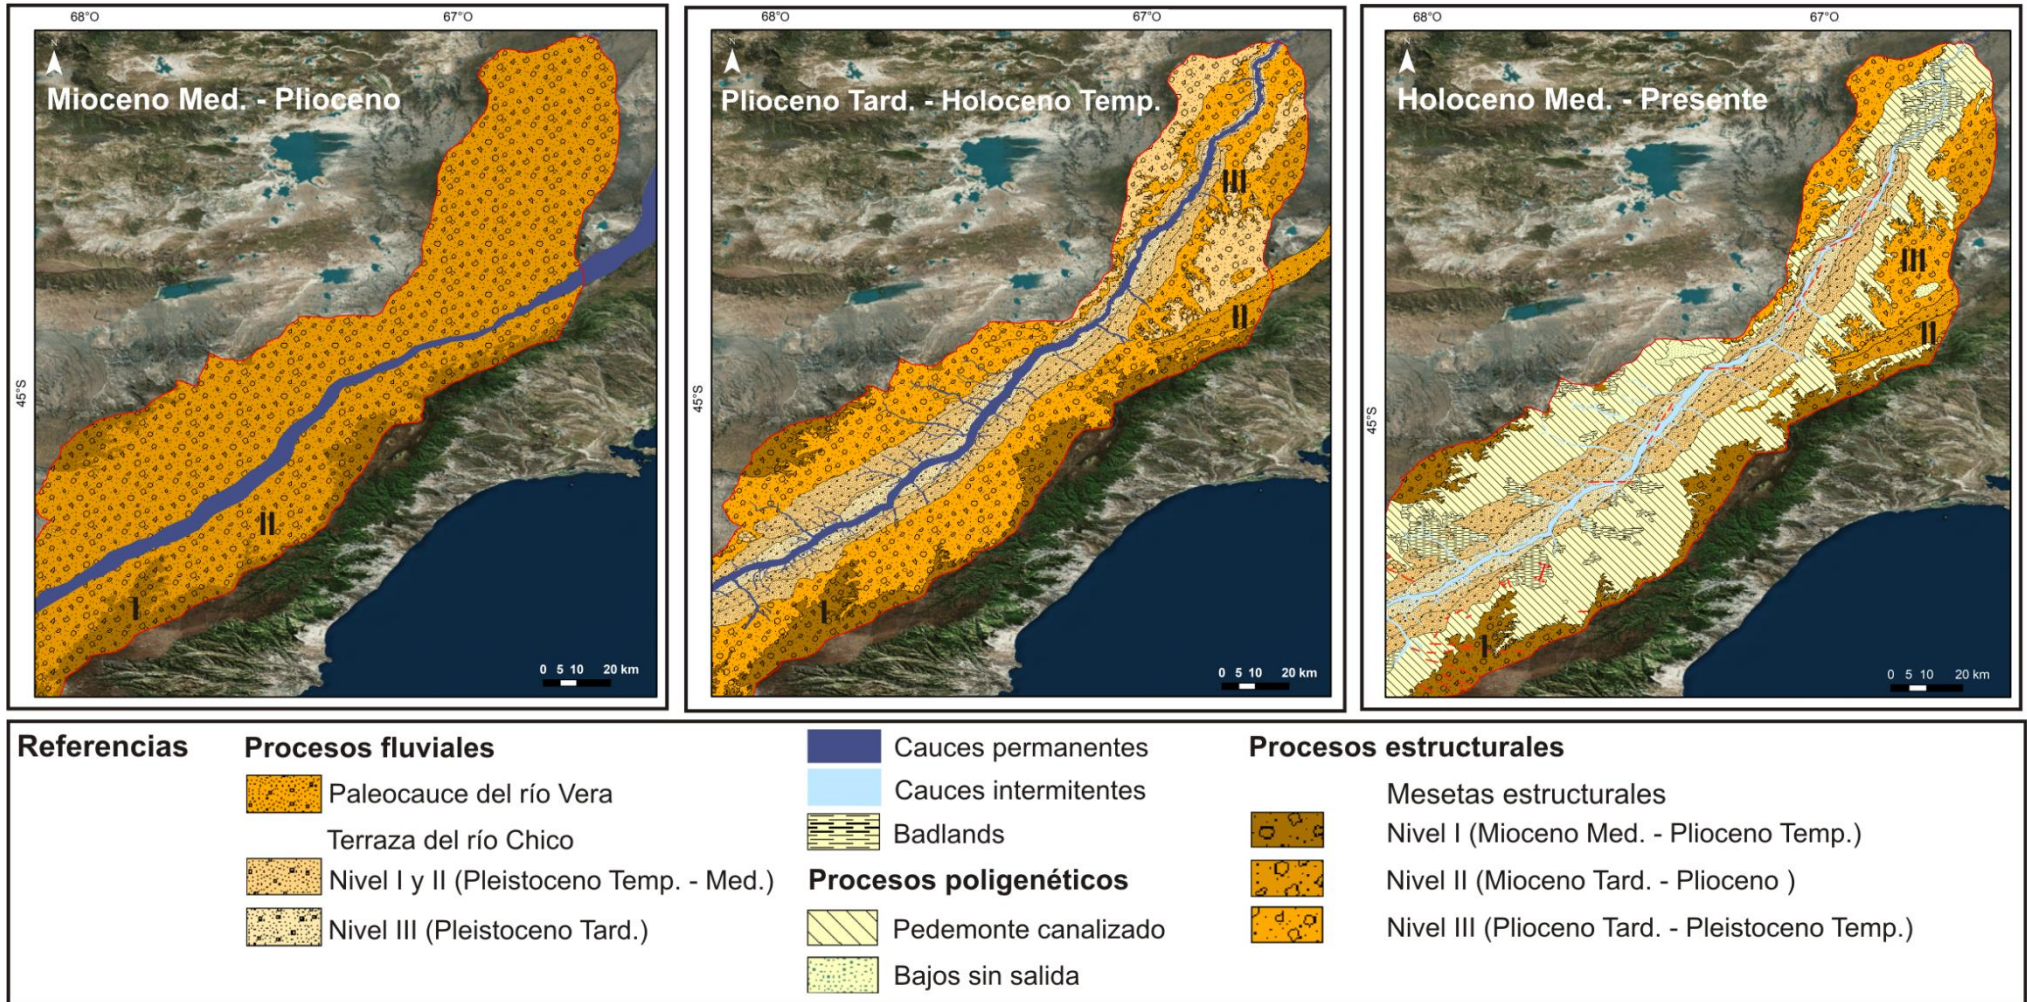 68°O
67°O
N
Mioceno Med. - Plioceno
45°S
II
I
0 5 10 20 km
68°O
67°O
N
Plioceno Tard. - Holoceno Temp.
III
II
45°S
I
0 5 10 20 km
68°O
67°O
N
Holoceno Med. - Presente
III
II
45°S
I
0 5 10 20 km
Referencias
Procesos fluviales
Paleocauce del río Vera
Terraza del río Chico
Nivel I y II (Pleistoceno Temp. - Med.)
Nivel III (Pleistoceno Tard.)
Cauces permanentes
Cauces intermitentes
Badlands
Procesos poligenéticos
Pedemonte canalizado
Bajos sin salida
Procesos estructurales
Mesetas estructurales
Nivel I (Mioceno Med. - Plioceno Temp.)
Nivel II (Mioceno Tard. - Plioceno )
Nivel III (Plioceno Tard. - Pleistoceno Temp.)